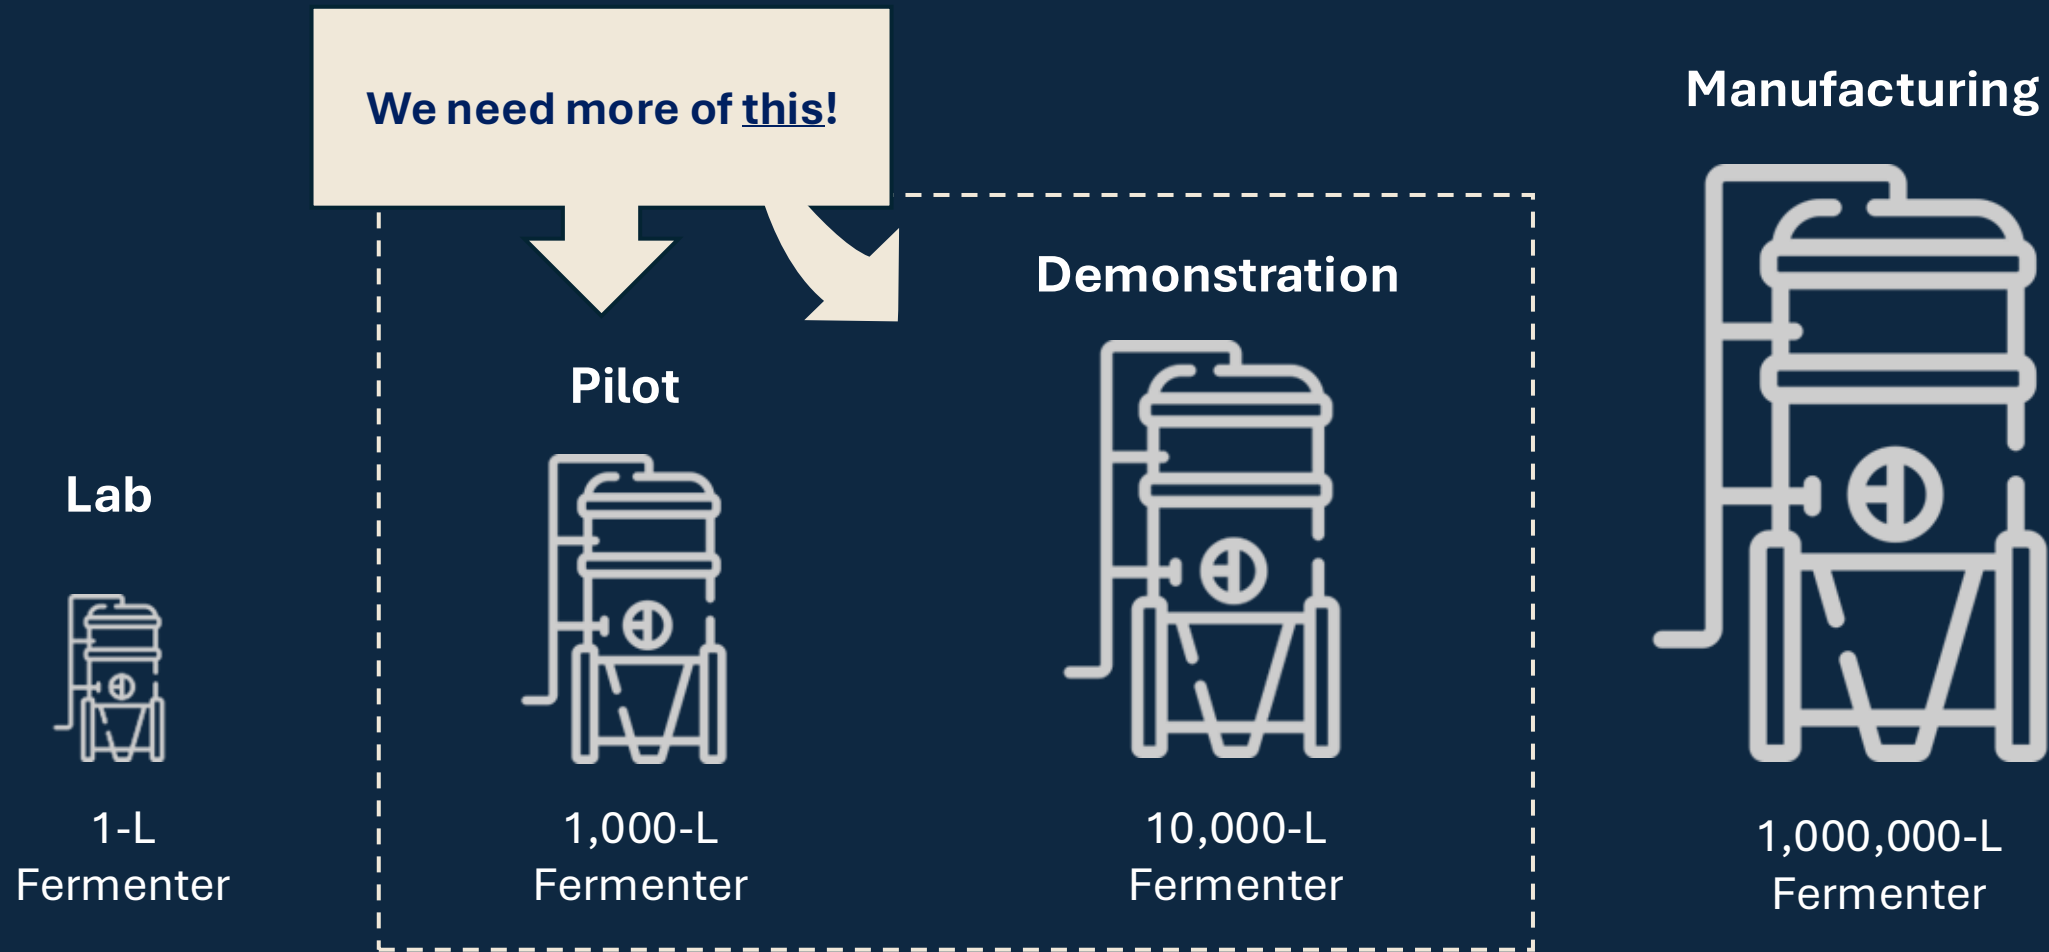 We need more of this!
Manufacturing
Demonstration
Pilot
Lab
1-L
Fermenter
1,000-L
Fermenter
10,000-L
Fermenter
1,000,000-L
Fermenter